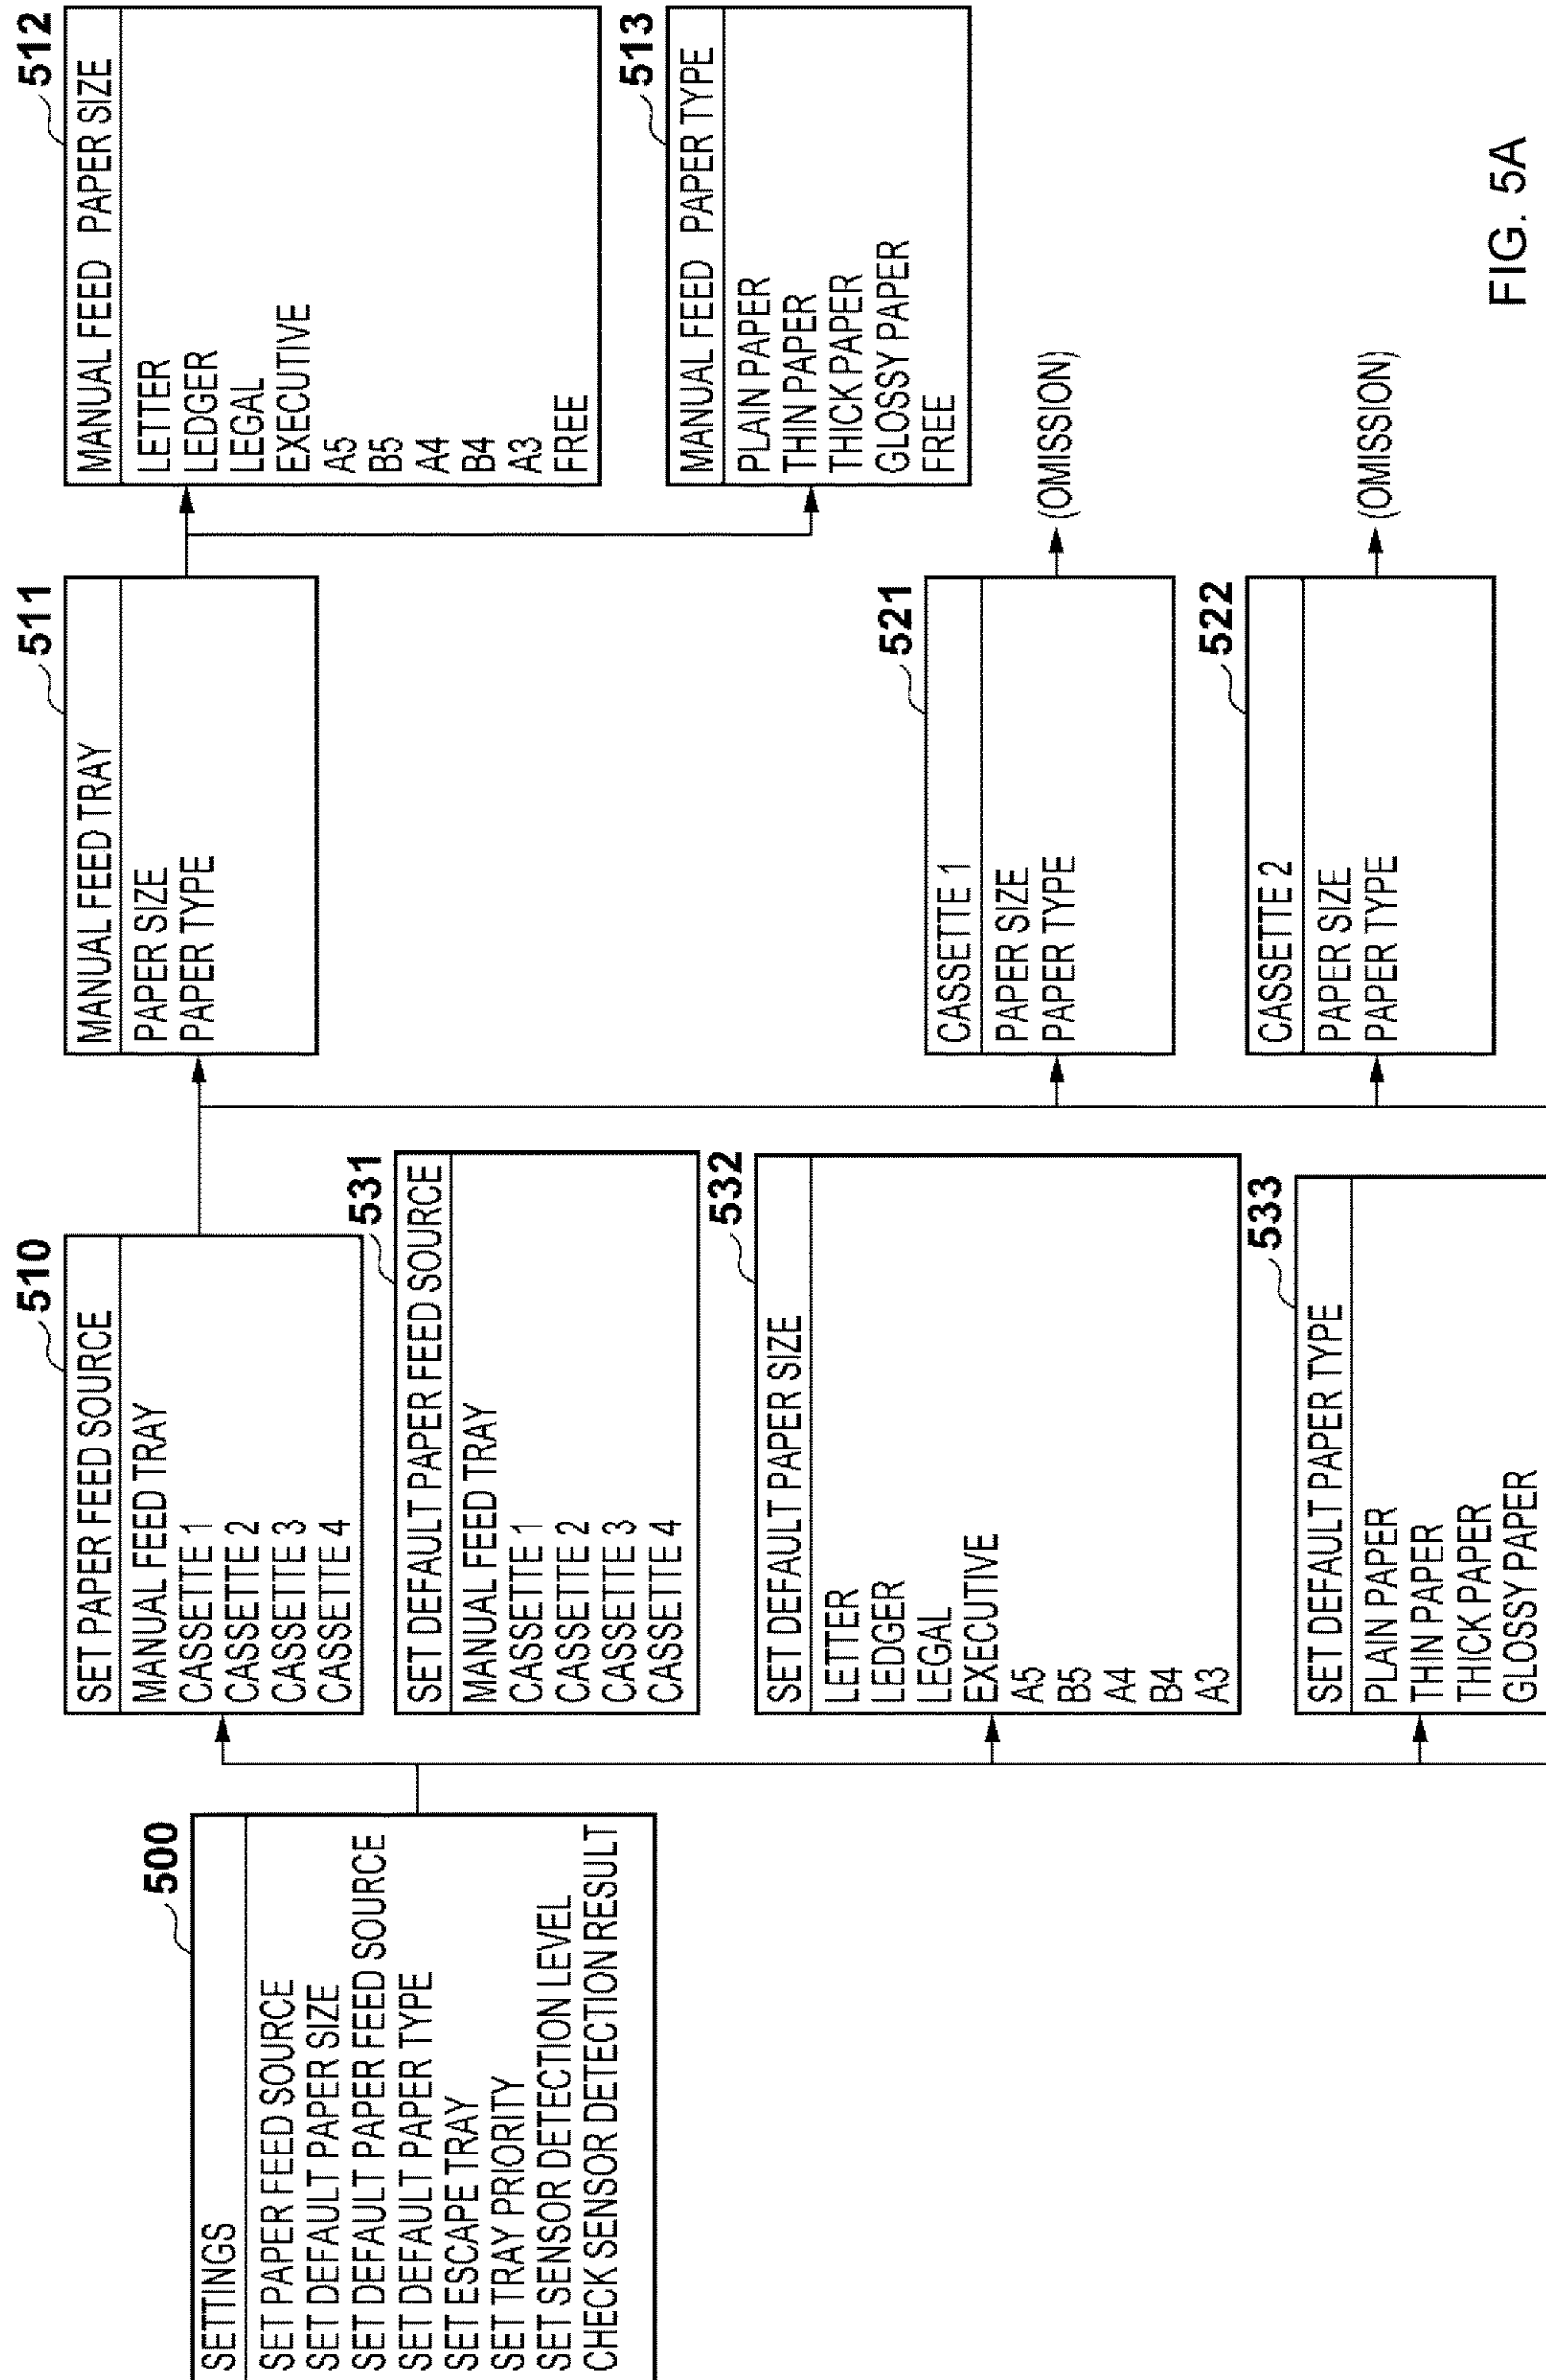 500
SETTINGS
SET PAPER FEED SOURCE
SET DEFAULT PAPER SIZE
SET DEFAULT PAPER FEED SOURCE
SET DEFAULT PAPER TYPE
SET ESCAPE TRAY
SET TRAY PRIORITY
SET SENSOR DETECTION LEVEL
CHECK SENSOR DETECTION RESULT
510
SET PAPER FEED SOURCE
MANUAL FEED TRAY
CASSETTE 1
CASSETTE 2
CASSETTE 3
CASSETTE 4
531
SET DEFAULT PAPER FEED SOURCE
MANUAL FEED TRAY
CASSETTE 1
CASSETTE 2
CASSETTE 3
CASSETTE 4
532
SET DEFAULT PAPER SIZE
LETTER
LEDGER
LEGAL
EXECUTIVE
A5
B5
A4
B4
A3
533
SET DEFAULT PAPER TYPE
PLAIN PAPER
THIN PAPER
THICK PAPER
GLOSSY PAPER
511
MANUAL FEED TRAY
PAPER SIZE
PAPER TYPE
521
CASSETTE 1
PAPER SIZE
PAPER TYPE
(OMISSION)
522
CASSETTE 2
PAPER SIZE
PAPER TYPE
(OMISSION)
512
MANUAL FEED PAPER SIZE
LETTER
LEDGER
LEGAL
EXECUTIVE
A5
B5
A4
B4
A3
FREE
513
MANUAL FEED PAPER TYPE
PLAIN PAPER
THIN PAPER
THICK PAPER
GLOSSY PAPER
FREE
FIG. 5A